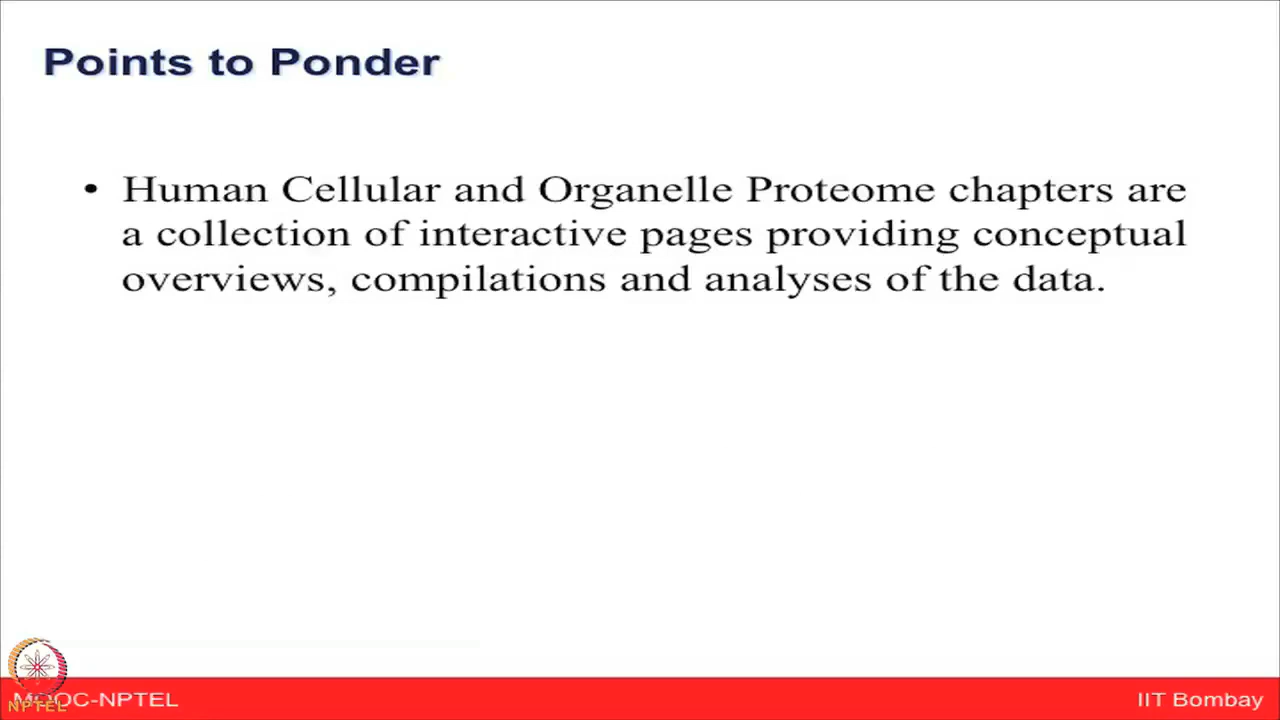 Points to Ponder
• Human Cellular and Organelle Proteome chapters are
a collection of interactive pages providing conceptual
overviews, compilations and analyses of the data.
MOOC-NPTEL
NPTEL
IIT Bombay